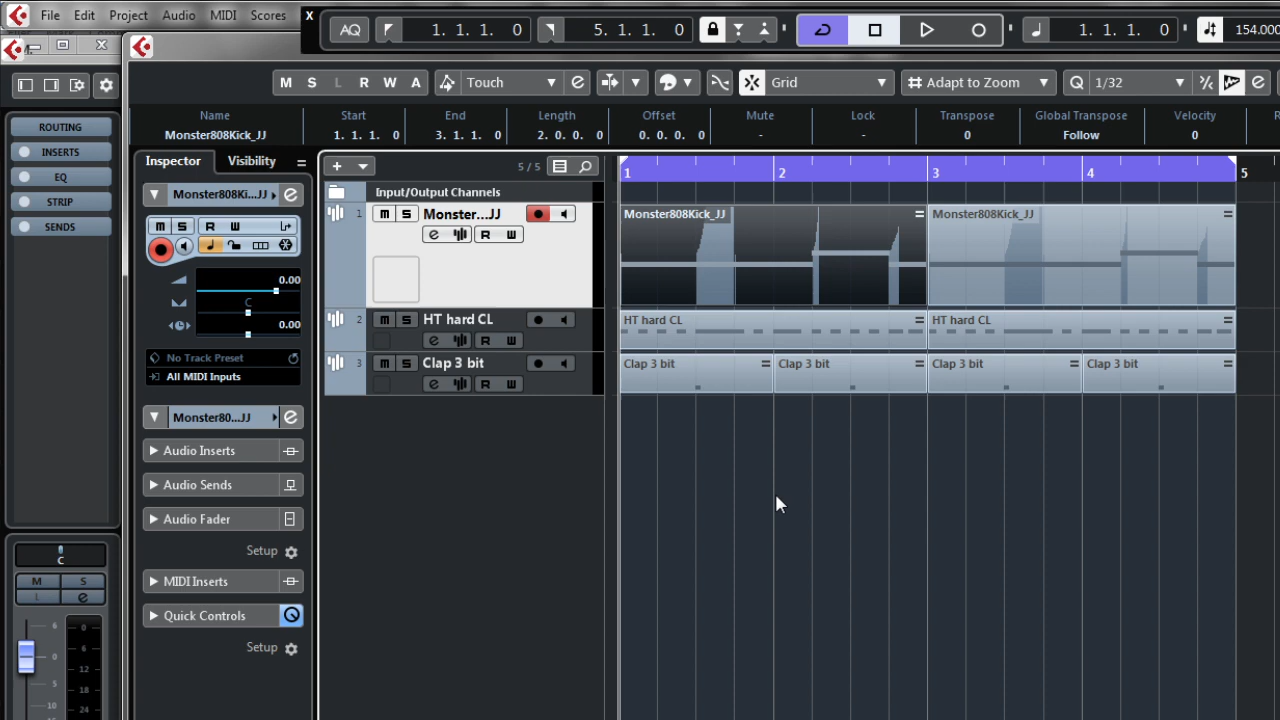 File Edit Project Audio MIDI Scores
X
AQ 1. 1. 1. 0 5. 1. 1. 0 1. 1. 1. 0 154.000
M S L R W A Touch e Grid Adapt to Zoom Q 1/32 e
Name Start End Length Offset Mute Lock Transpose Global Transpose Velocity
Monster808Kick_JJ 1. 1. 1. 0 3. 1. 1. 0 2. 0. 0. 0 0. 0. 0. 0 - - 0 Follow 0
ROUTING
INSERTS
EQ
STRIP
SENDS
Inspector Visibility
Monster808Ki...JJ e
m S R W
0.00
C
0.00
No Track Preset
All MIDI Inputs
Monster80...JJ e
Audio Inserts
Audio Sends
Audio Fader
Setup
MIDI Inserts
Quick Controls
Setup
+ 5 / 5
1 2 3 4 5
Input/Output Channels
1 m S Monster...JJ
e R W
Monster808Kick_JJ Monster808Kick_JJ
2 m S HT hard CL
e R W
HT hard CL HT hard CL
3 m S Clap 3 bit
e R W
Clap 3 bit Clap 3 bit Clap 3 bit Clap 3 bit
C
M S
L e
6 0
0 6
12
5 18
10 24